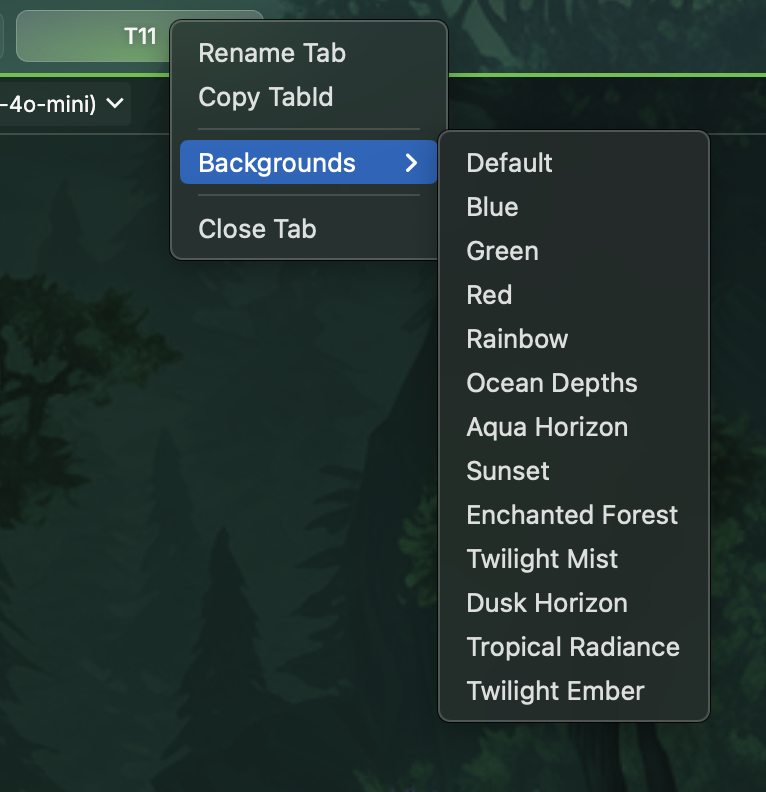 T11
Rename Tab
Copy TabId
-4o-mini)
Backgrounds
Default
Blue
Green
Red
Rainbow
Ocean Depths
Aqua Horizon
Sunset
Enchanted Forest
Twilight Mist
Dusk Horizon
Tropical Radiance
Twilight Ember
Close Tab